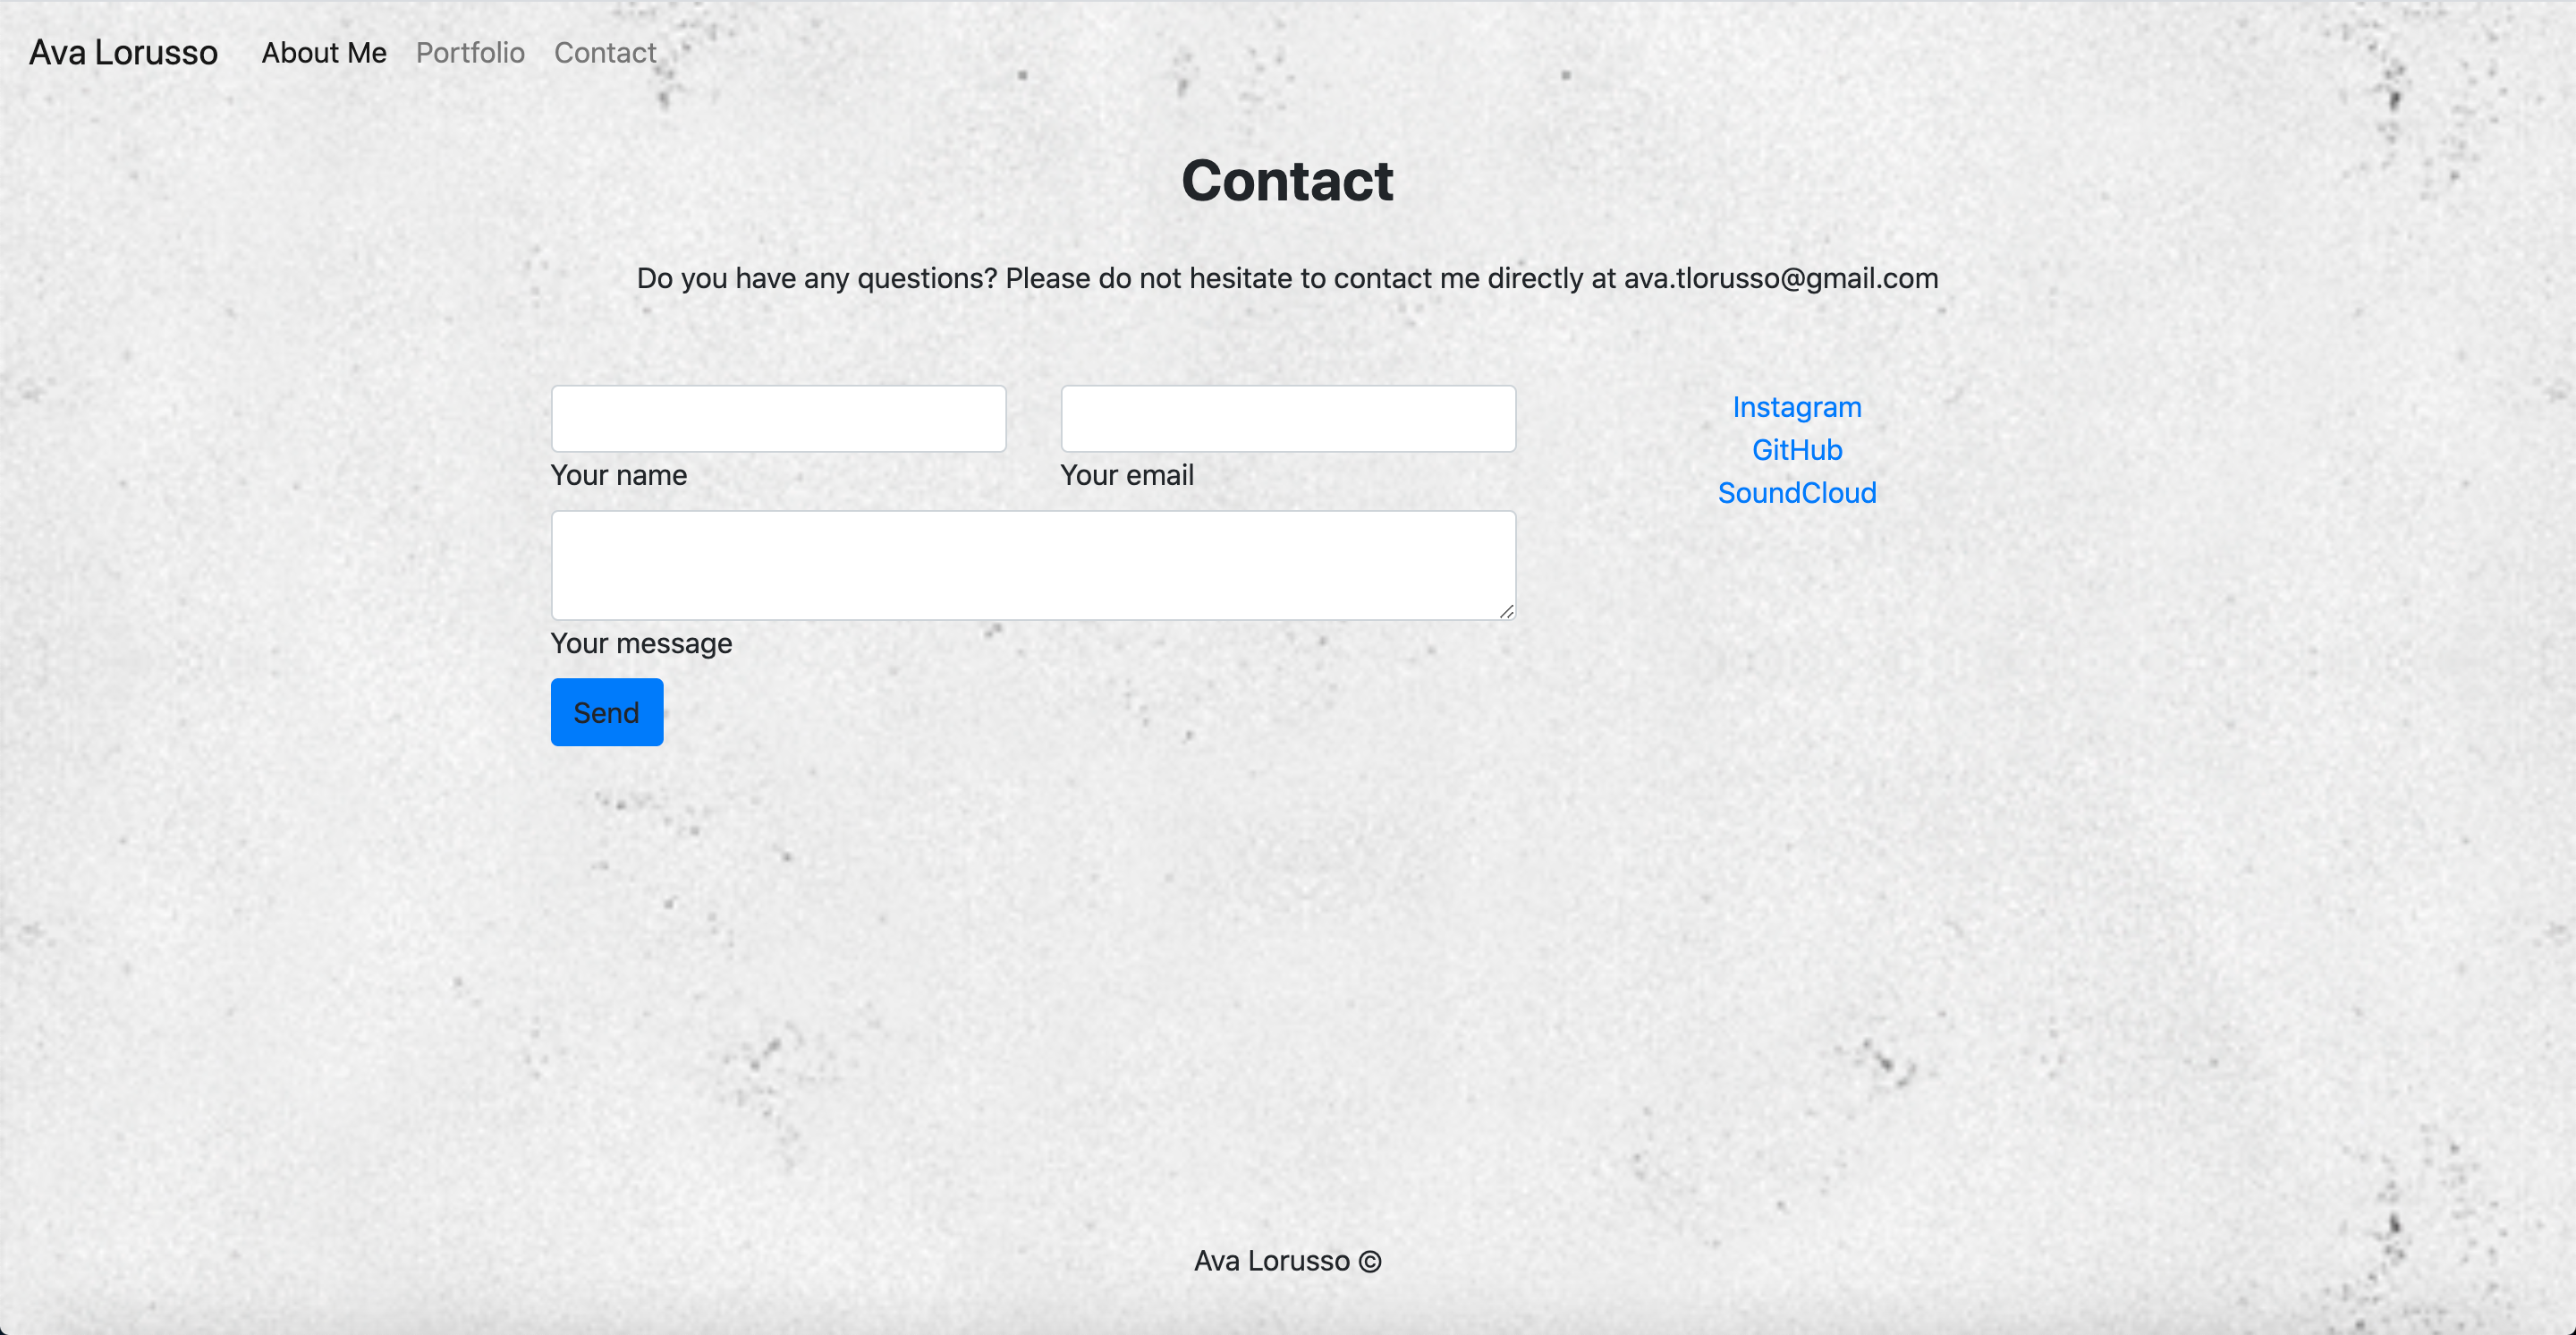 Ava Lorusso About Me Portfolio Contact
Contact
Do you have any questions? Please do not hesitate to contact me directly at ava.tlorusso@gmail.com
Your name
Your email
Your message
Send
Instagram
GitHub
SoundCloud
Ava Lorusso ©